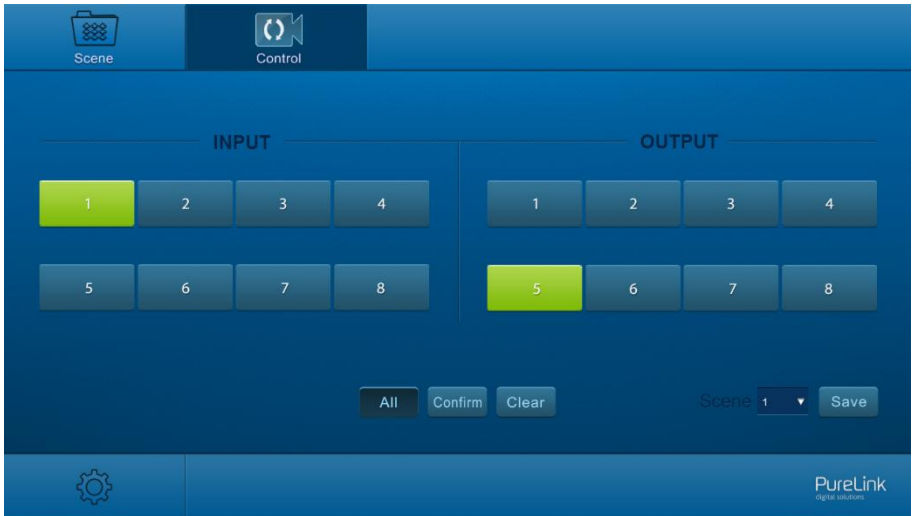 Scene
Control
INPUT
OUTPUT
1 2 3 4
1 2 3 4
5 6 7 8
5 6 7 8
All Confirm Clear
Scene 1 Save
PureLink
digital solutions